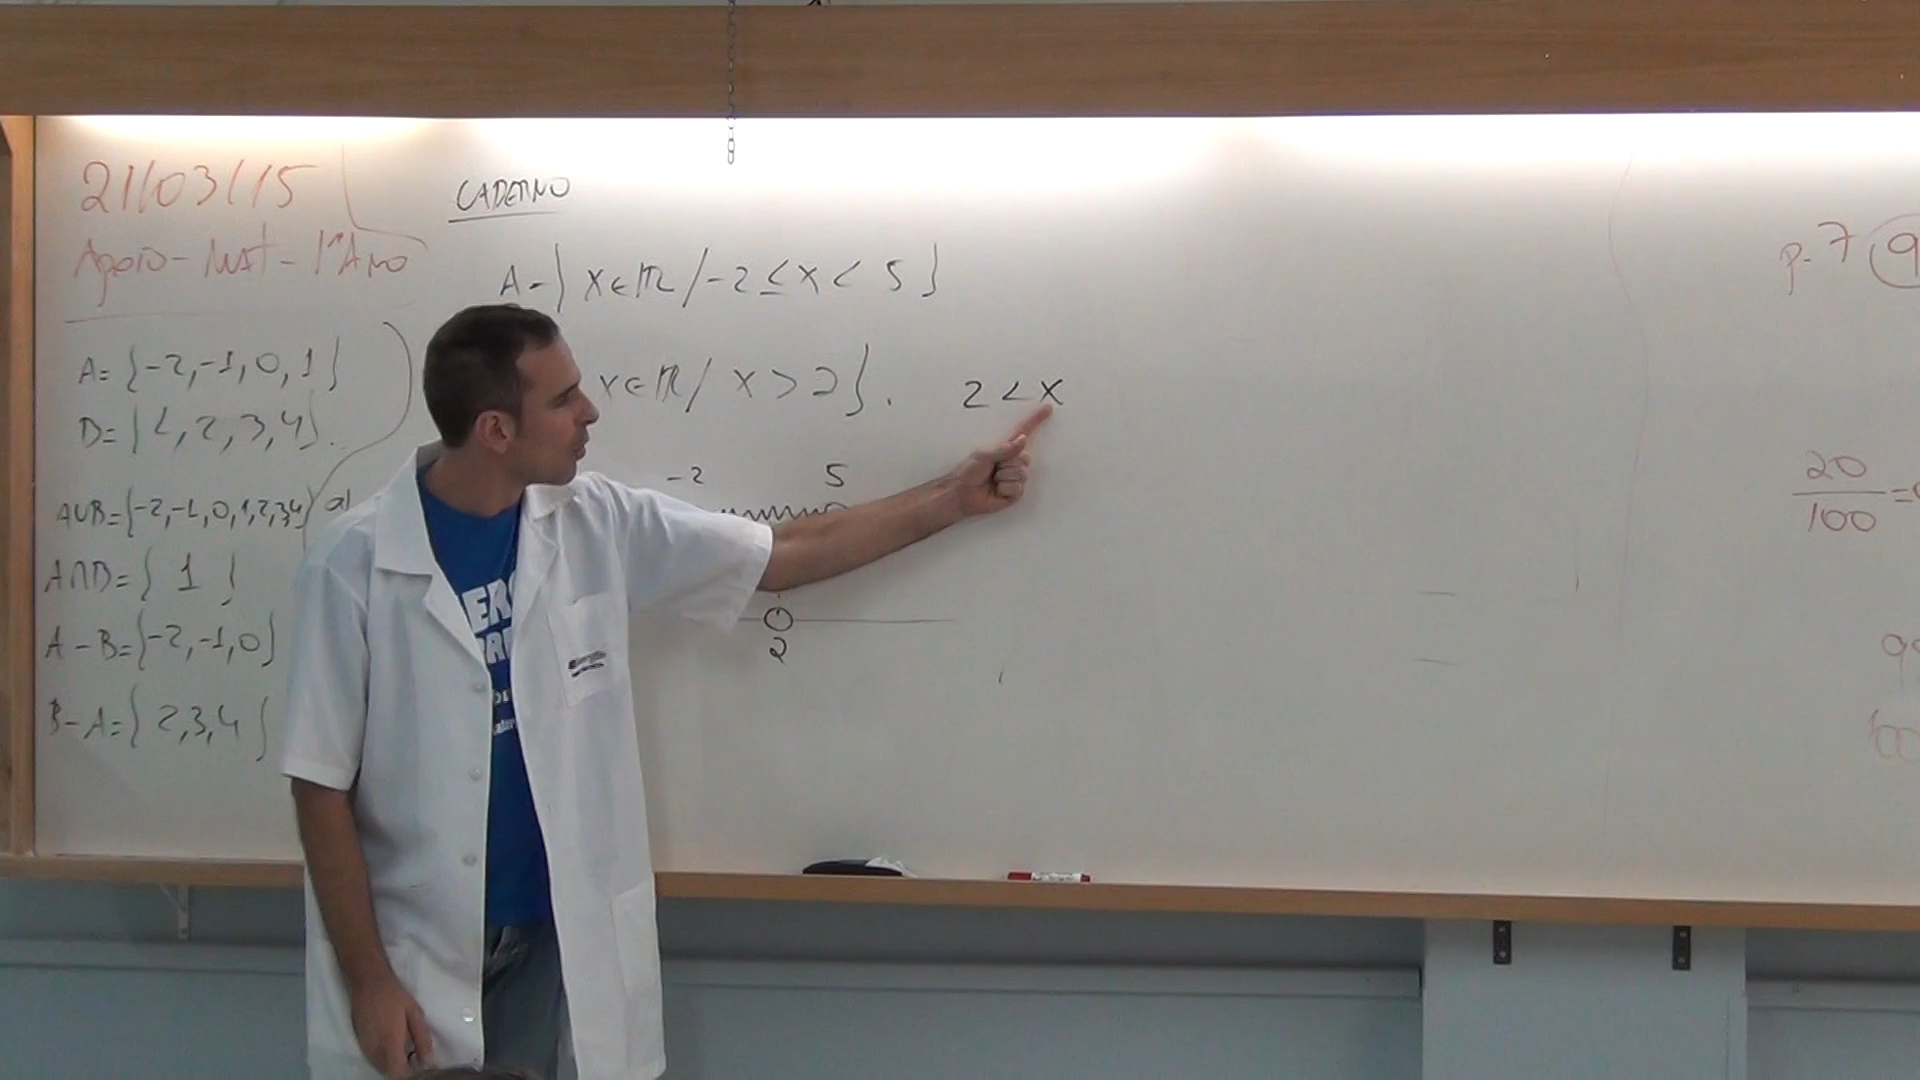 21/03/15
Apoio - Mat - 1º Ano
A = {-2, -1, 0, 1}
B = {1, 2, 3, 4}.
A∪B = {-2, -1, 0, 1, 2, 3, 4}
A∩B = { 1 }
A - B = {-2, -1, 0}
B - A = { 2, 3, 4 }
CADERNO
A = { x ∈ ℝ / -2 ≤ x < 5 }
x ∈ ℝ / x > 2 }.
2 < x
-2 5
2
p. 7
20
100
=